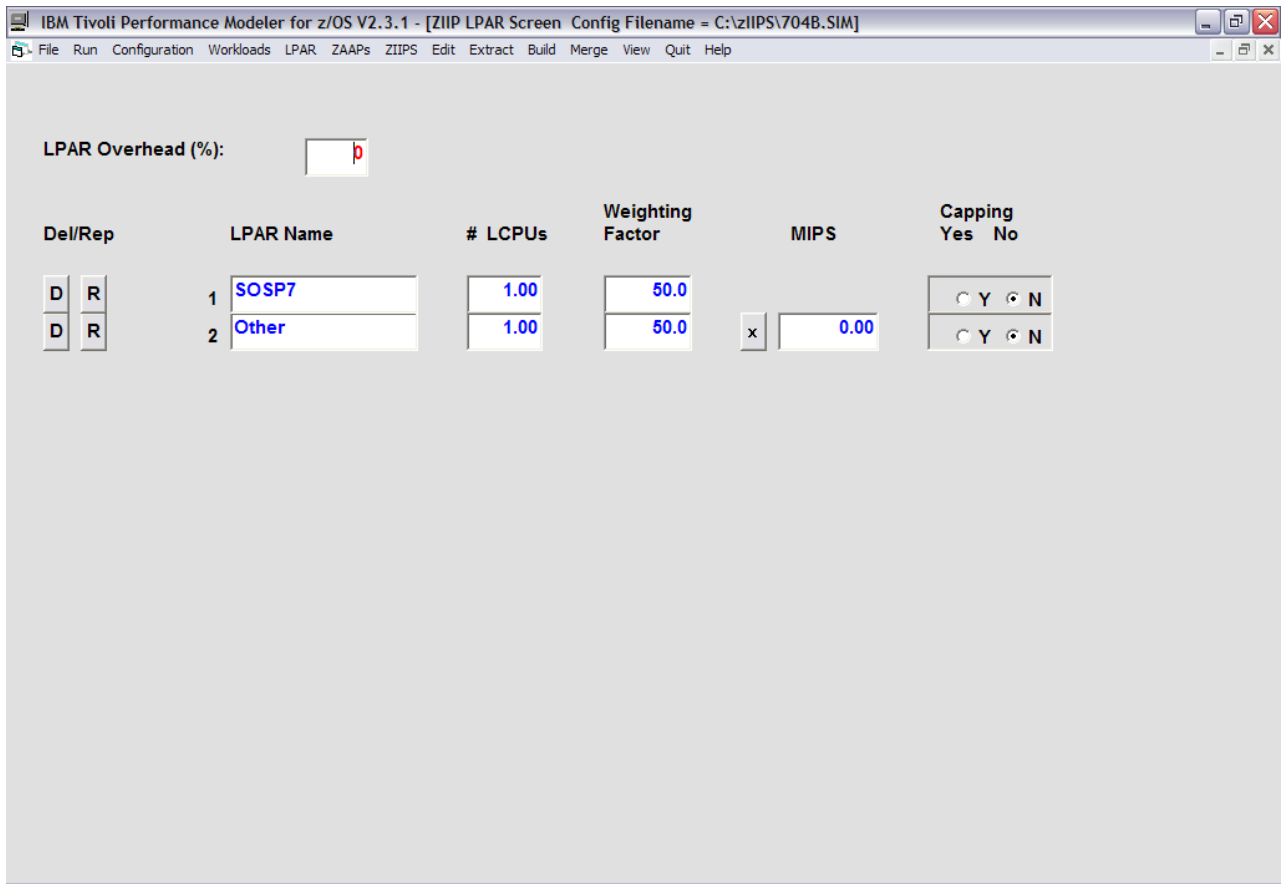 IBM Tivoli Performance Modeler for z/OS V2.3.1 - [ZIIP LPAR Screen Config Filename = C:\zIIPS\704B.SIM]
File Run Configuration Workloads LPAR ZAAPs ZIIPS Edit Extract Build Merge View Quit Help
LPAR Overhead (%): 0
Weighting Capping
Del/Rep LPAR Name # LCPUs Factor MIPS Yes No
D R 1 SOSP7 1.00 50.0 Y N
D R 2 Other 1.00 50.0 x 0.00 Y N